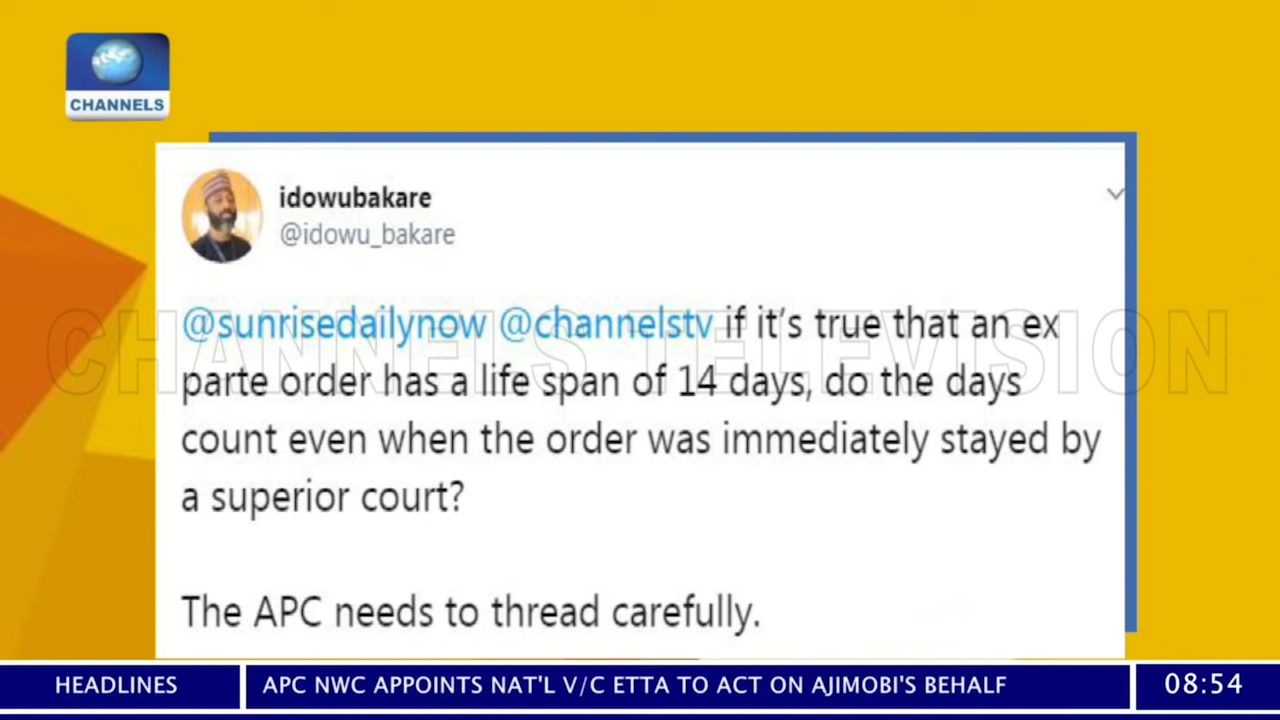 CHANNELS
idowubakare
@idowu_bakare
@sunrisedailynow @channelstv if it's true that an ex
parte order has a life span of 14 days, do the days
count even when the order was immediately stayed by
a superior court?
The APC needs to thread carefully.
CHANNELS TELEVISION
HEADLINES
APC NWC APPOINTS NAT'L V/C ETTA TO ACT ON AJIMOBI'S BEHALF
08:54